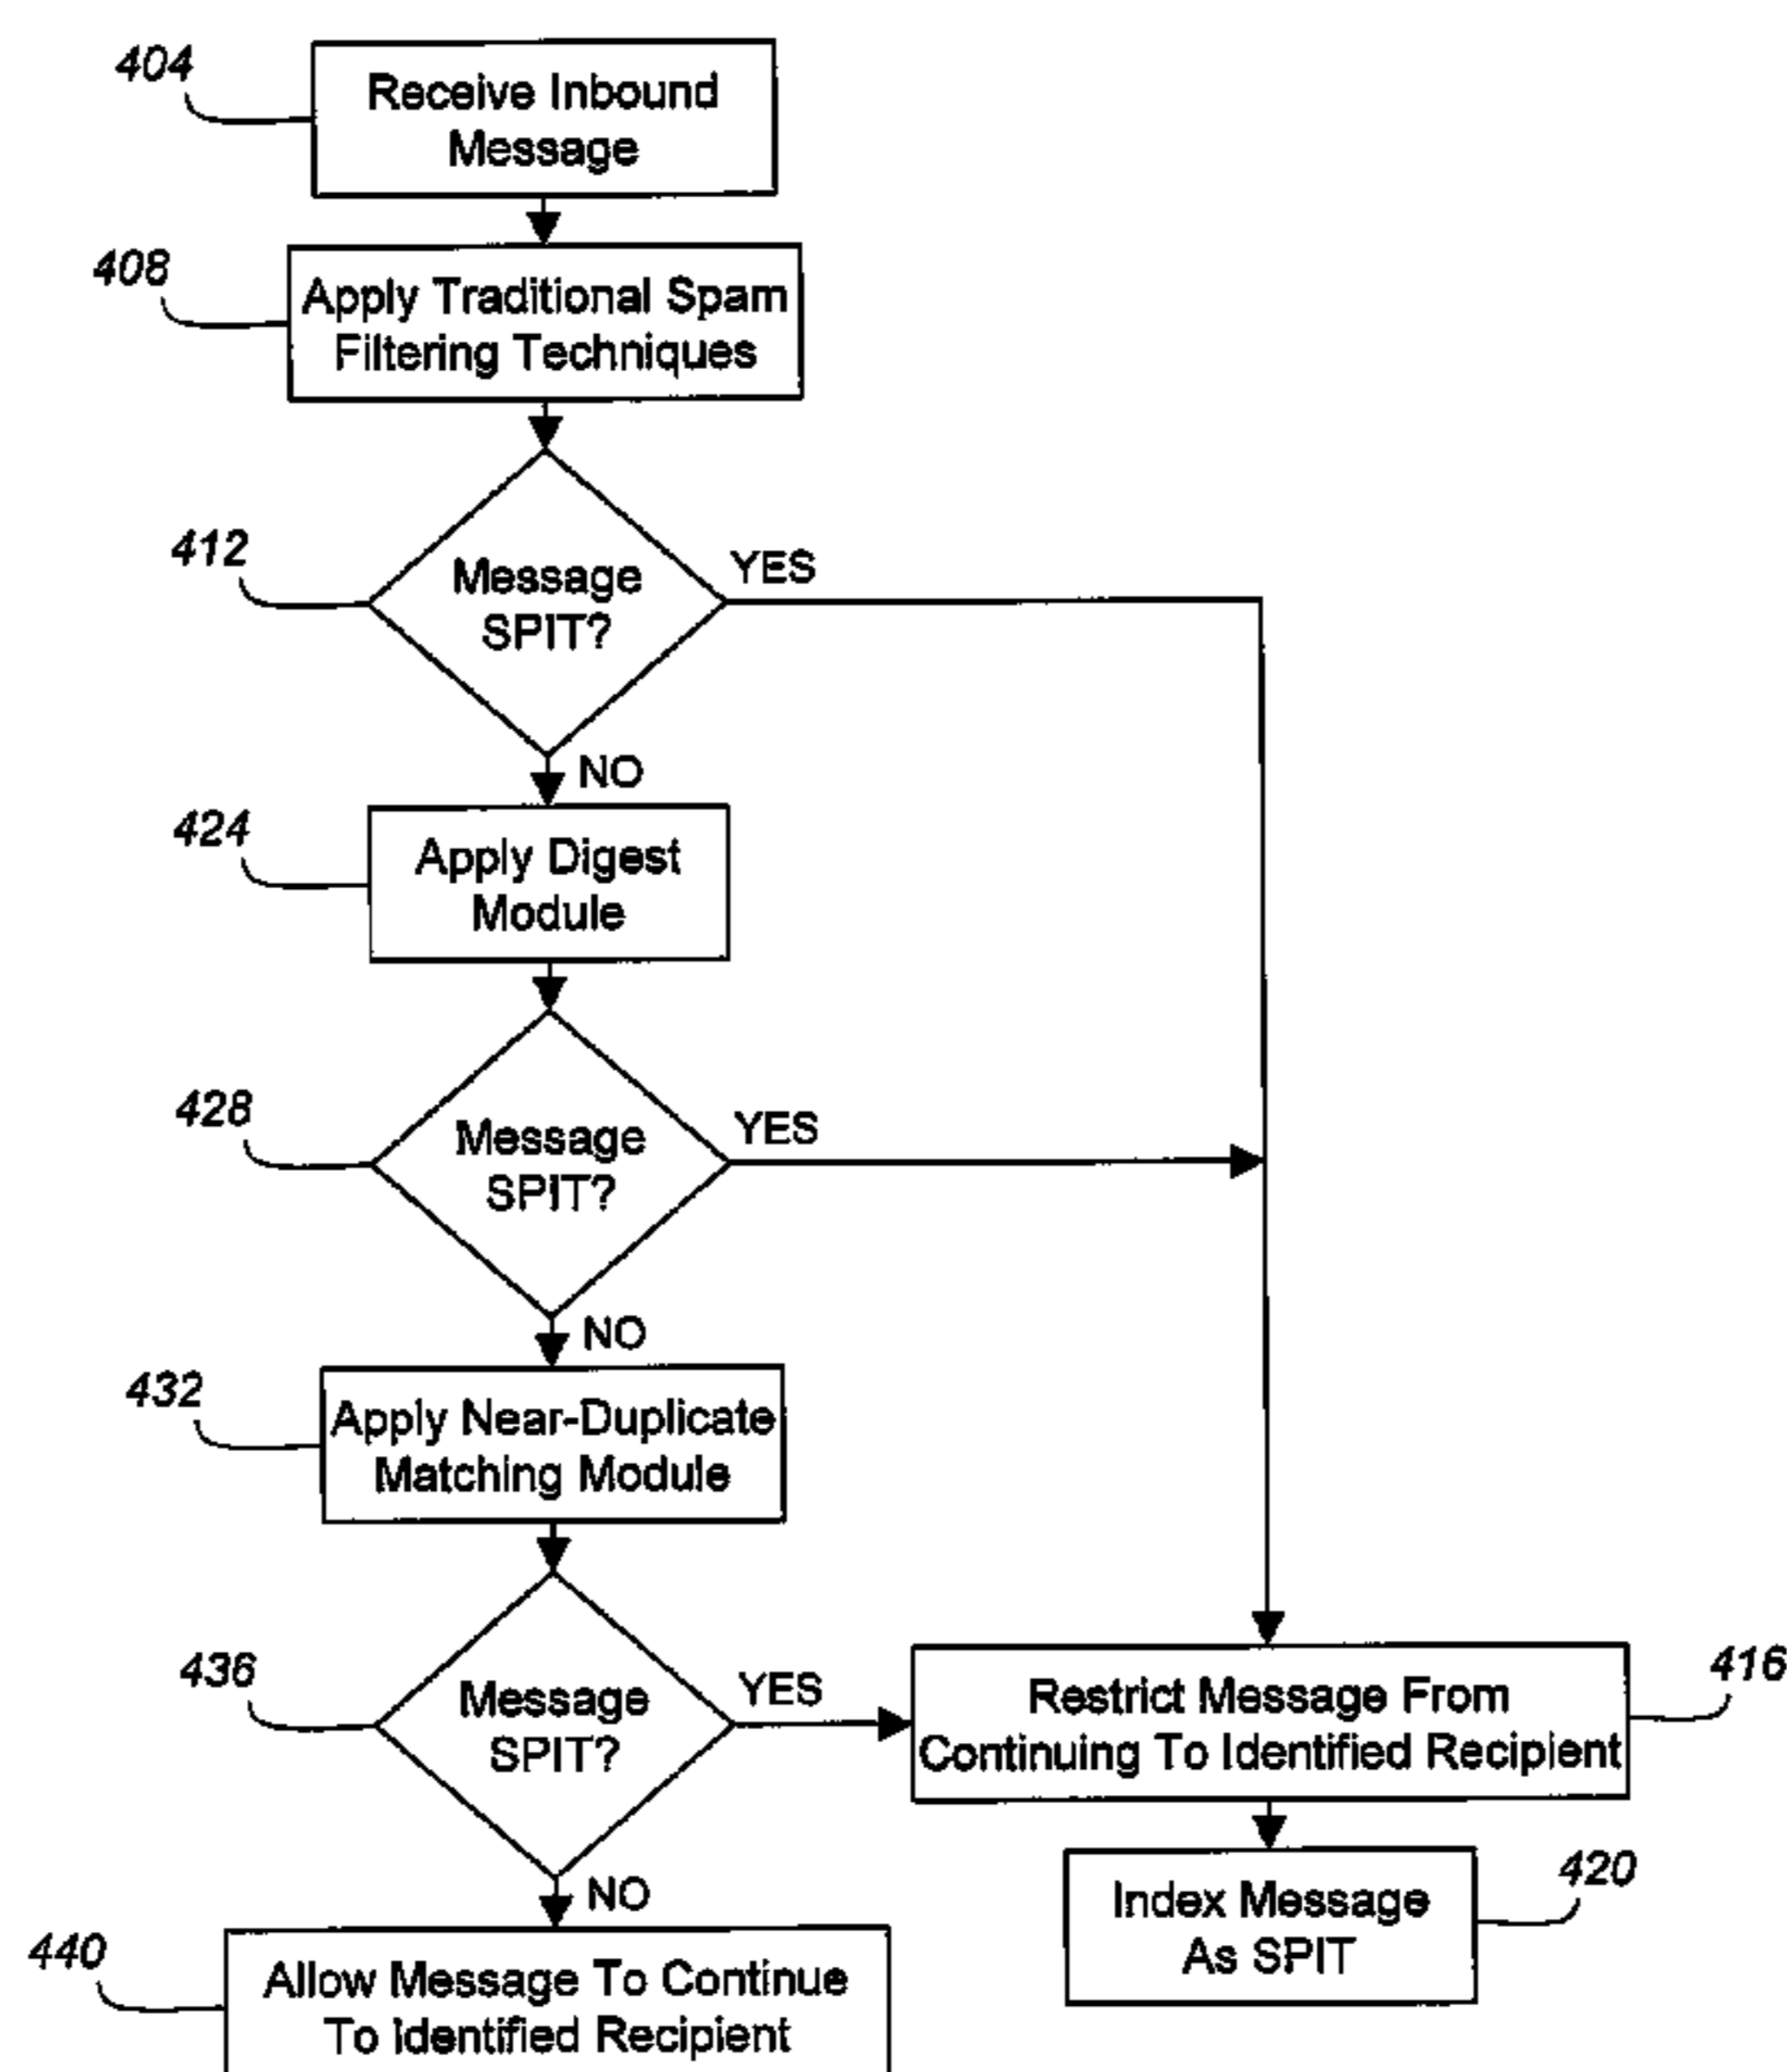 404
Receive Inbound
Message
408
Apply Traditional Spam
Filtering Techniques
412
Message
SPIT?
YES
NO
424
Apply Digest
Module
428
Message
SPIT?
YES
NO
432
Apply Near-Duplicate
Matching Module
436
Message
SPIT?
YES
Restrict Message From
Continuing To Identified Recipient
416
NO
Index Message
As SPIT
420
440
Allow Message To Continue
To Identified Recipient